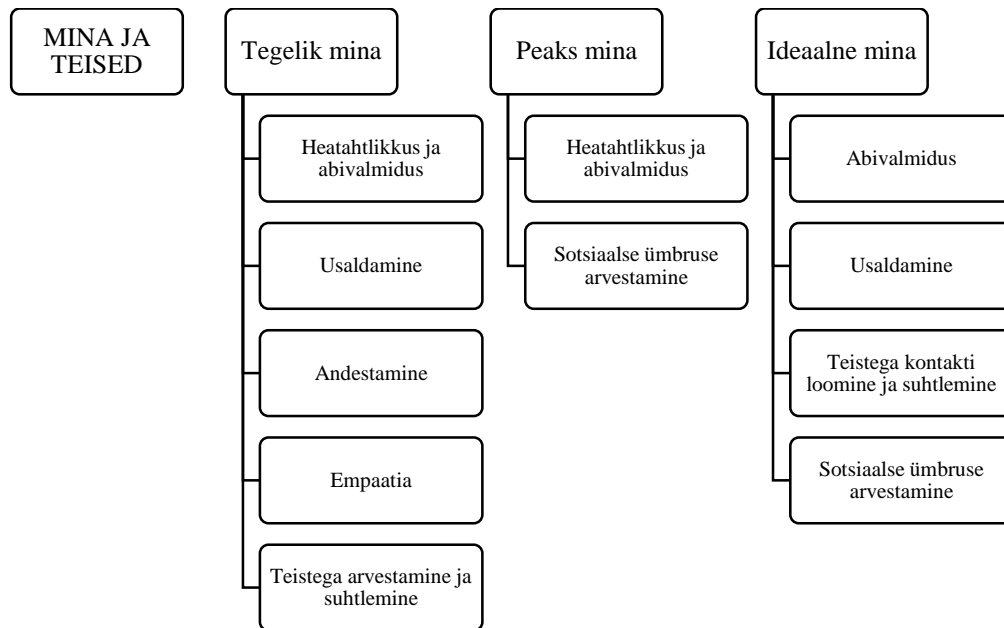 MINA JA
TEISED
Tegelik mina
Heatahtlikkus ja
abivalmidus
Usaldamine
Andestamine
Empaatia
Teistega arvestamine ja
suhtlemine
Peaks mina
Heatahtlikkus ja
abivalmidus
Sotsiaalse ümbruse
arvestamine
Ideaalne mina
Abivalmidus
Usaldamine
Teistega kontakti
loomine ja suhtlemine
Sotsiaalse ümbruse
arvestamine